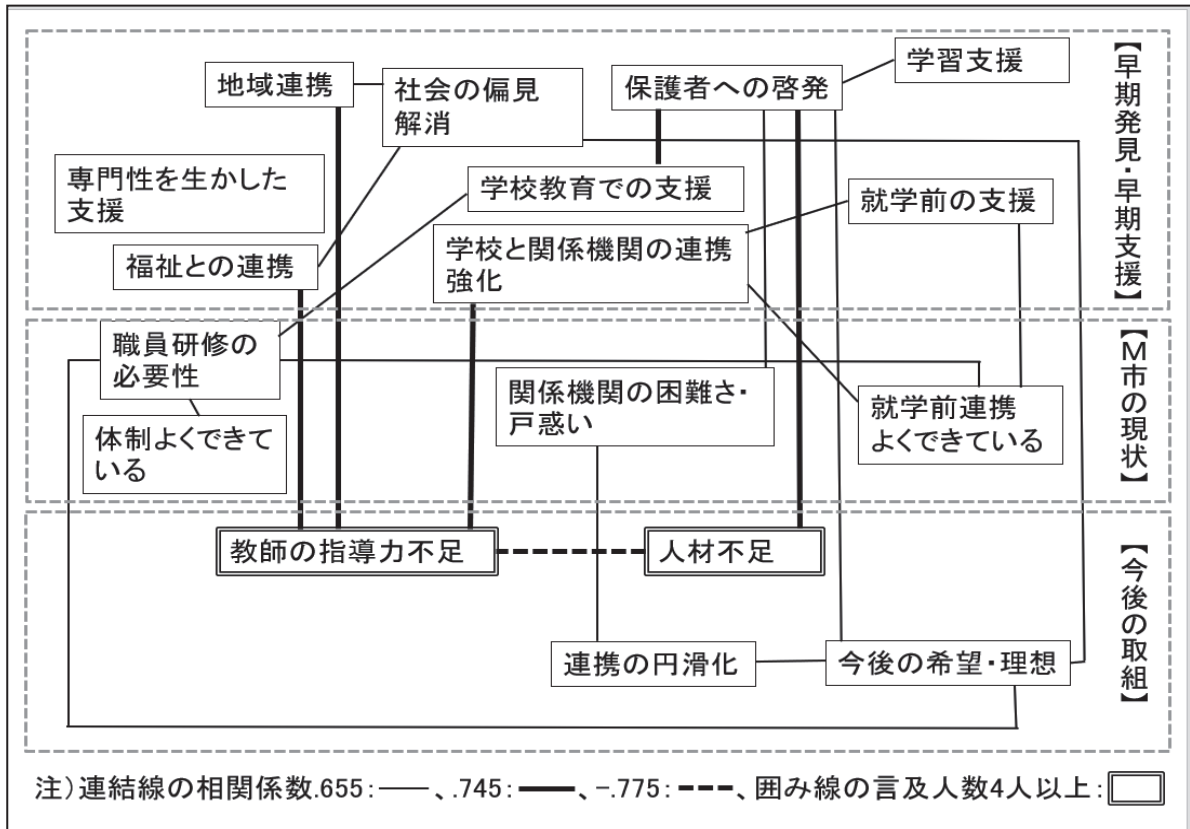 【早期発見・早期支援】
学習支援
地域連携
社会の偏見
解消
保護者への啓発
専門性を生かした
支援
学校教育での支援
就学前の支援
福祉との連携
学校と関係機関の連携
強化
【M市の現状】
職員研修の
必要性
関係機関の困難さ・
戸惑い
就学前連携
よくできている
体制よくできて
いる
【今後の取組】
教師の指導力不足
人材不足
連携の円滑化
今後の希望・理想
注)連結線の相関係数.655:、.745:、-.775:、囲み線の言及人数4人以上: